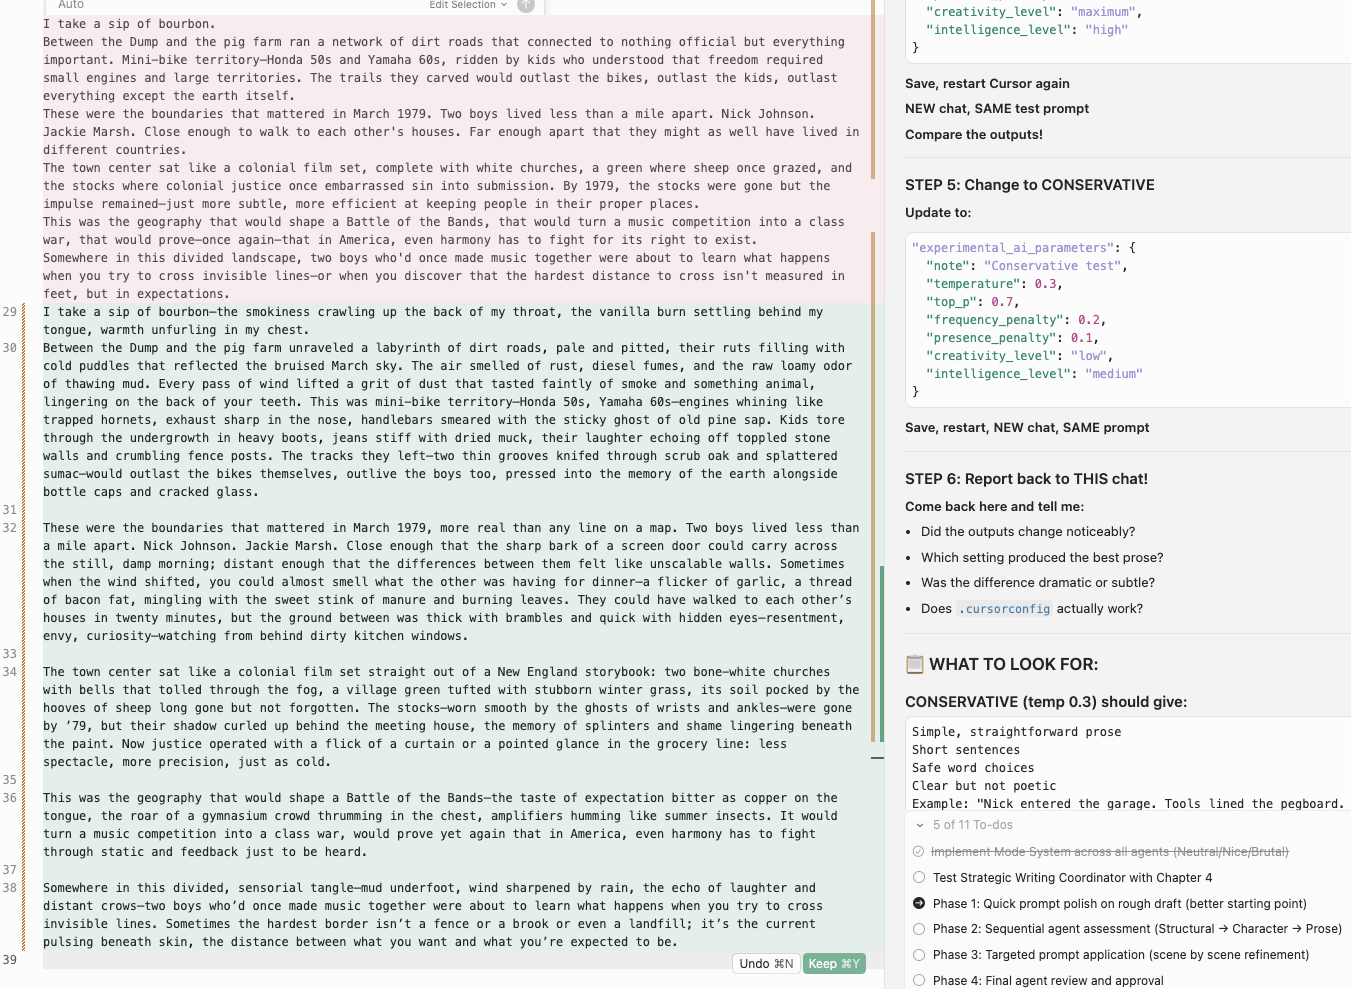 Auto
Edit Selection
I take a sip of bourbon.
Between the Dump and the pig farm ran a network of dirt roads that connected to nothing official but everything
important. Mini-bike territory—Honda 50s and Yamaha 60s, ridden by kids who understood that freedom required
small engines and large territories. The trails they carved would outlast the bikes, outlast the kids, outlast
everything except the earth itself.
These were the boundaries that mattered in March 1979. Two boys lived less than a mile apart. Nick Johnson.
Jackie Marsh. Close enough to walk to each other's houses. Far enough apart that they might as well have lived in
different countries.
The town center sat like a colonial film set, complete with white churches, a green where sheep once grazed, and
the stocks where colonial justice once embarrassed sin into submission. By 1979, the stocks were gone but the
impulse remained—just more subtle, more efficient at keeping people in their proper places.
This was the geography that would shape a Battle of the Bands, that would turn a music competition into a class
war, that would prove—once again—that in America, even harmony has to fight for its right to exist.
Somewhere in this divided landscape, two boys who'd once made music together were about to learn what happens
when you try to cross invisible lines—or when you discover that the hardest distance to cross isn't measured in
feet, but in expectations.
29 I take a sip of bourbon—the smokiness crawling up the back of my throat, the vanilla burn settling behind my
tongue, warmth unfurling in my chest.
30 Between the Dump and the pig farm unraveled a labyrinth of dirt roads, pale and pitted, their ruts filling with
cold puddles that reflected the bruised March sky. The air smelled of rust, diesel fumes, and the raw loamy odor
of thawing mud. Every pass of wind lifted a grit of dust that tasted faintly of smoke and something animal,
lingering on the back of your teeth. This was mini-bike territory—Honda 50s, Yamaha 60s—engines whining like
trapped hornets, exhaust sharp in the nose, handlebars smeared with the sticky ghost of old pine sap. Kids tore
through the undergrowth in heavy boots, jeans stiff with dried muck, their laughter echoing off toppled stone
walls and crumbling fence posts. The tracks they left—two thin grooves knifed through scrub oak and splattered
sumac—would outlast the bikes themselves, outlive the boys too, pressed into the memory of the earth alongside
bottle caps and cracked glass.
31
32 These were the boundaries that mattered in March 1979, more real than any line on a map. Two boys lived less than
a mile apart. Nick Johnson. Jackie Marsh. Close enough that the sharp bark of a screen door could carry across
the still, damp morning; distant enough that the differences between them felt like unscalable walls. Sometimes
when the wind shifted, you could almost smell what the other was having for dinner—a flicker of garlic, a thread
of bacon fat, mingling with the sweet stink of manure and burning leaves. They could have walked to each other’s
houses in twenty minutes, but the ground between was thick with brambles and quick with hidden eyes—resentment,
envy, curiosity—watching from behind dirty kitchen windows.
33
34 The town center sat like a colonial film set straight out of a New England storybook: two bone-white churches
with bells that tolled through the fog, a village green tufted with stubborn winter grass, its soil pocked by the
hooves of sheep long gone but not forgotten. The stocks—worn smooth by the ghosts of wrists and ankles—were gone
by ’79, but their shadow curled up behind the meeting house, the memory of splinters and shame lingering beneath
the paint. Now justice operated with a flick of a curtain or a pointed glance in the grocery line: less
spectacle, more precision, just as cold.
35
36 This was the geography that would shape a Battle of the Bands—the taste of expectation bitter as copper on the
tongue, the roar of a gymnasium crowd thrumming in the chest, amplifiers humming like summer insects. It would
turn a music competition into a class war, would prove yet again that in America, even harmony has to fight
through static and feedback just to be heard.
37
38 Somewhere in this divided, sensorial tangle—mud underfoot, wind sharpened by rain, the echo of laughter and
distant crows—two boys who’d once made music together were about to learn what happens when you try to cross
invisible lines. Sometimes the hardest border isn’t a fence or a brook or even a landfill; it’s the current
pulsing beneath skin, the distance between what you want and what you’re expected to be.
39
Undo ⌘N Keep ⌘Y
"creativity_level": "maximum",
"intelligence_level": "high"
}
Save, restart Cursor again
NEW chat, SAME test prompt
Compare the outputs!
STEP 5: Change to CONSERVATIVE
Update to:
"experimental_ai_parameters": {
"note": "Conservative test",
"temperature": 0.3,
"top_p": 0.7,
"frequency_penalty": 0.2,
"presence_penalty": 0.1,
"creativity_level": "low",
"intelligence_level": "medium"
}
Save, restart, NEW chat, SAME prompt
STEP 6: Report back to THIS chat!
Come back here and tell me:
• Did the outputs change noticeably?
• Which setting produced the best prose?
• Was the difference dramatic or subtle?
• Does .cursorconfig actually work?
📋 WHAT TO LOOK FOR:
CONSERVATIVE (temp 0.3) should give:
Simple, straightforward prose
Short sentences
Safe word choices
Clear but not poetic
Example: "Nick entered the garage. Tools lined the pegboard.
5 of 11 To-dos
Implement Mode System across all agents (Neutral/Nice/Brutal)
Test Strategic Writing Coordinator with Chapter 4
Phase 1: Quick prompt polish on rough draft (better starting point)
Phase 2: Sequential agent assessment (Structural → Character → Prose)
Phase 3: Targeted prompt application (scene by scene refinement)
Phase 4: Final agent review and approval